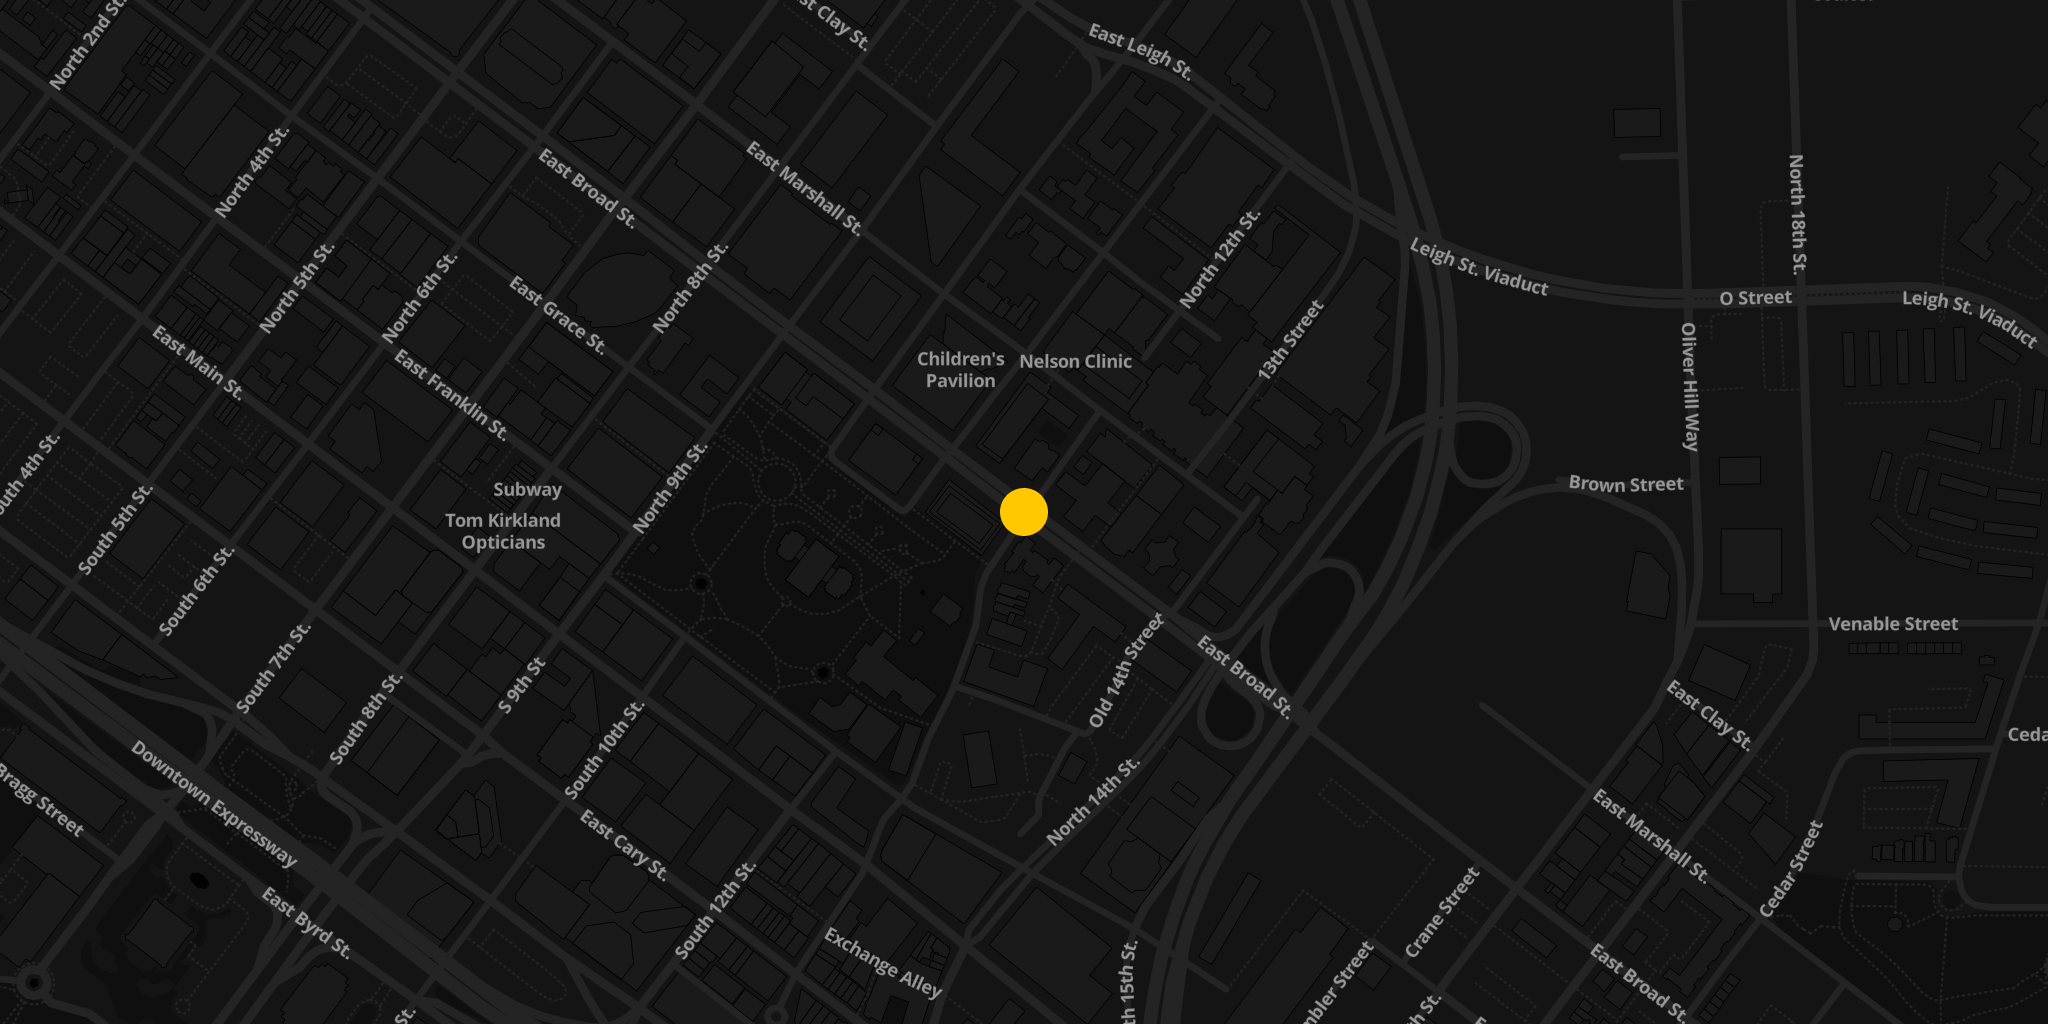 North 2nd St.
st Clay St.
East Leigh St.
North 4th St.
East Broad St.
East Marshall St.
North 18th St.
North 12th St.
North 5th St.
North 6th St.
North 8th St.
Leigh St. Viaduct
O Street
Leigh St. Viaduct
East Grace St.
East Main St.
East Franklin St.
Children's
Pavilion
Nelson Clinic
13th Street
Oliver Hill Way
outh 4th St.
South 5th St.
Subway
Tom Kirkland
Opticians
North 9th St.
Brown Street
South 6th St.
South 7th St.
South 8th St.
S 9th St
South 10th St.
Old 14th Street
East Broad St.
Venable Street
East Clay St.
Ceda
Downtown Expressway
Bragg Street
East Byrd St.
East Cary St.
South 12th St.
Exchange Alley
North 14th St.
East Marshall St.
Cedar Street
Crane Street
mbler Street
th 15th St.
East Broad St.
th St.
St.